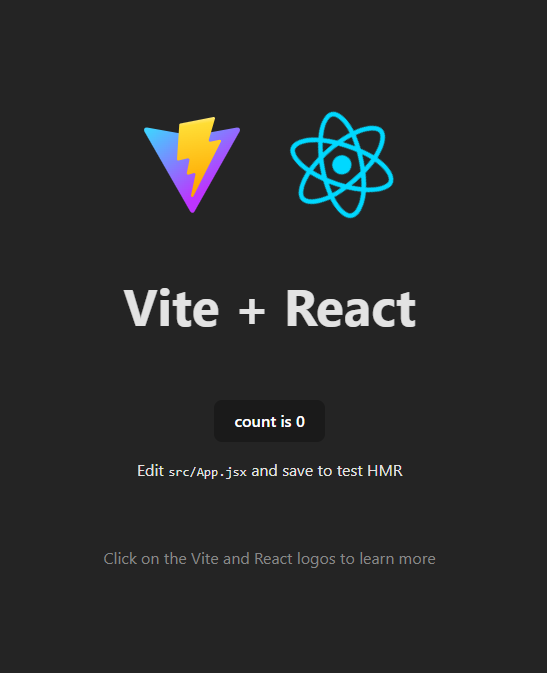 Vite + React
count is 0
Edit src/App.jsx and save to test HMR
Click on the Vite and React logos to learn more